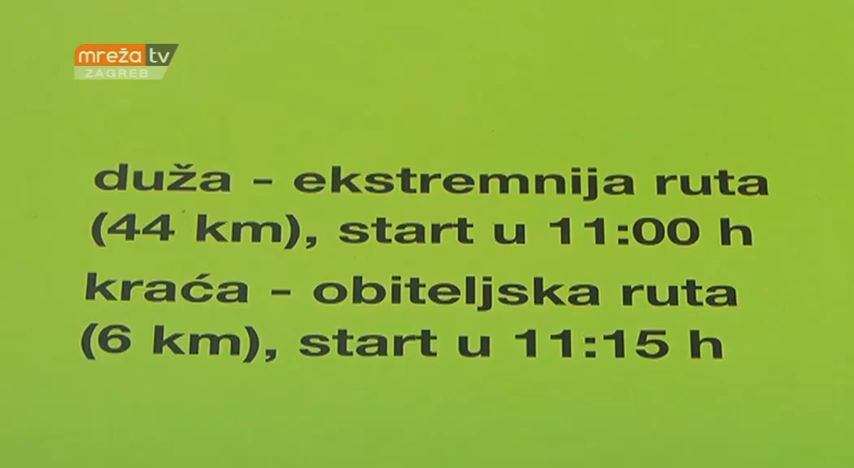 mreža tv
ZAGREB
duža - ekstremnija ruta
(44 km), start u 11:00 h
kraća - obiteljska ruta
(6 km), start u 11:15 h